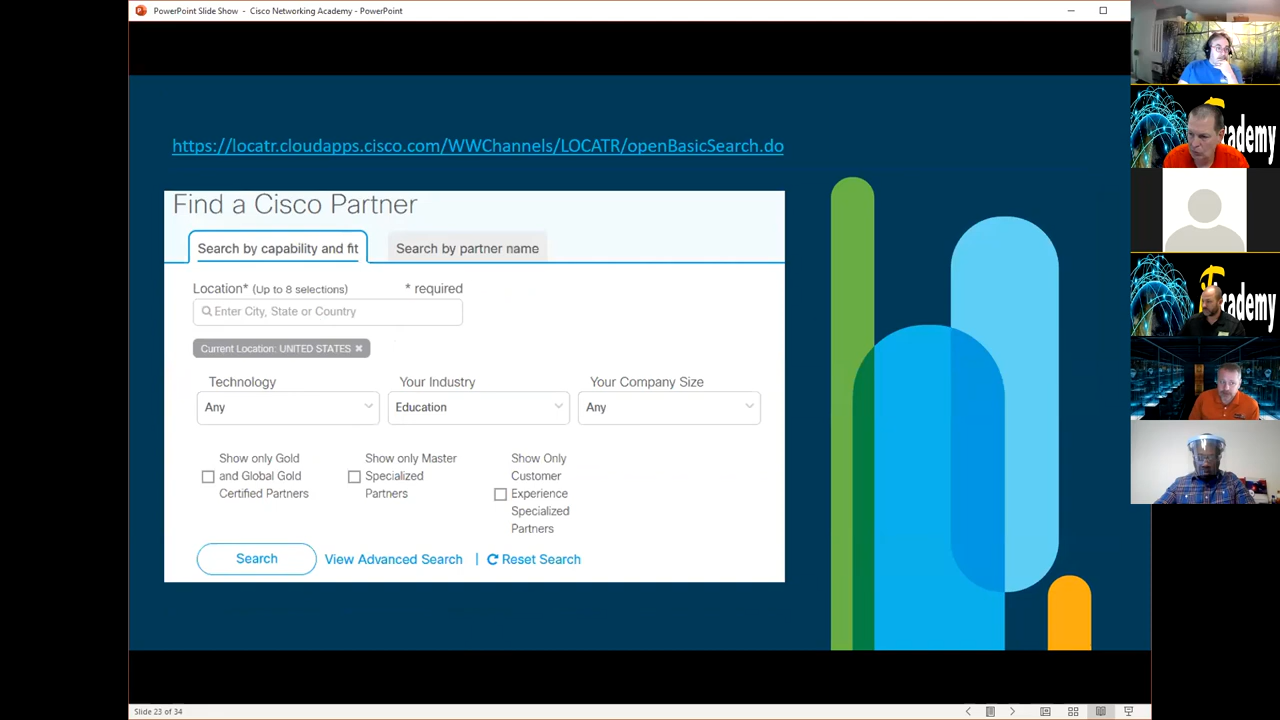 PowerPoint Slide Show - Cisco Networking Academy - PowerPoint
https://locatr.cloudapps.cisco.com/WWChannels/LOCATR/openBasicSearch.do
Find a Cisco Partner
Search by capability and fit
Search by partner name
Location* (Up to 8 selections)
* required
Enter City, State or Country
Current Location: UNITED STATES ✖
Technology
Your Industry
Your Company Size
Any
Education
Any
Show only Gold
and Global Gold
Certified Partners
Show only Master
Specialized
Partners
Show Only
Customer
Experience
Specialized
Partners
Search
View Advanced Search
|
Reset Search
Slide 23 of 34